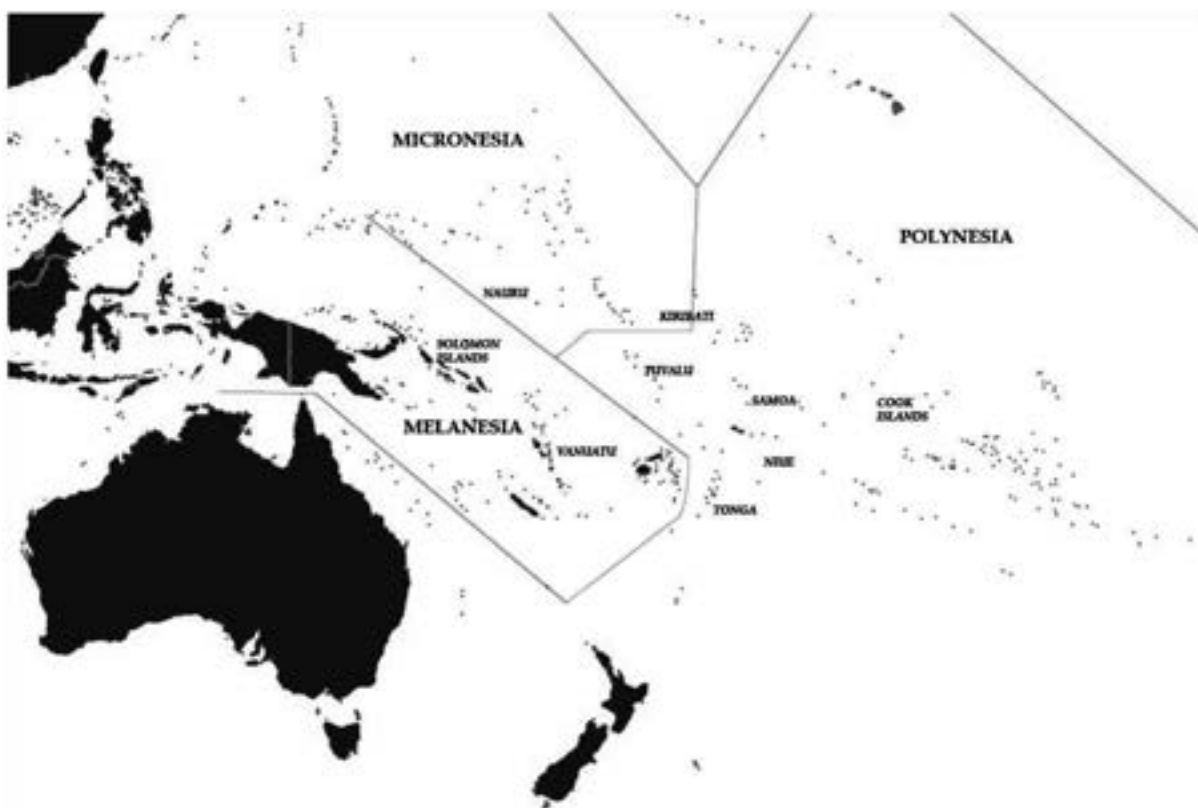 MICRONESIA
POLYNESIA
NAURU
KIRIBATI
SOLOMON
ISLANDS
TUVALU
SAMOA
COOK
ISLANDS
MELANESIA
VANUATU
NIUE
TONGA